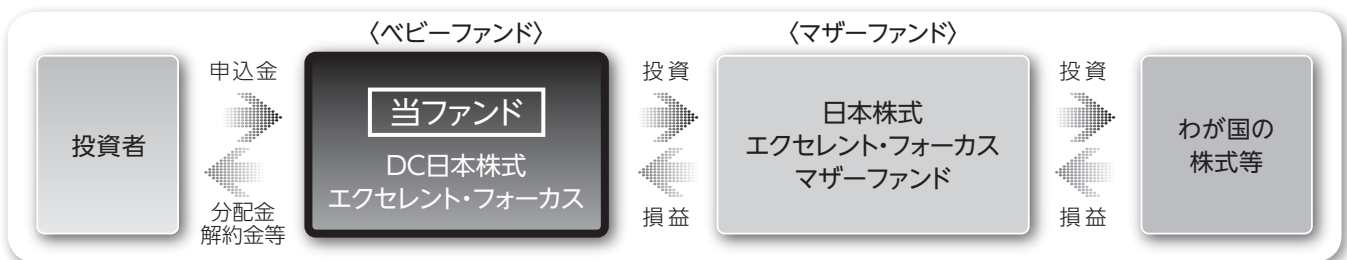 〈ベビーファンド〉
〈マザーファンド〉
投資者
申込金
分配金
解約金等
当ファンド
DC日本株式
エクセレント・フォーカス
投資
損益
日本株式
エクセレント・フォーカス
マザーファンド
投資
損益
わが国の
株式等